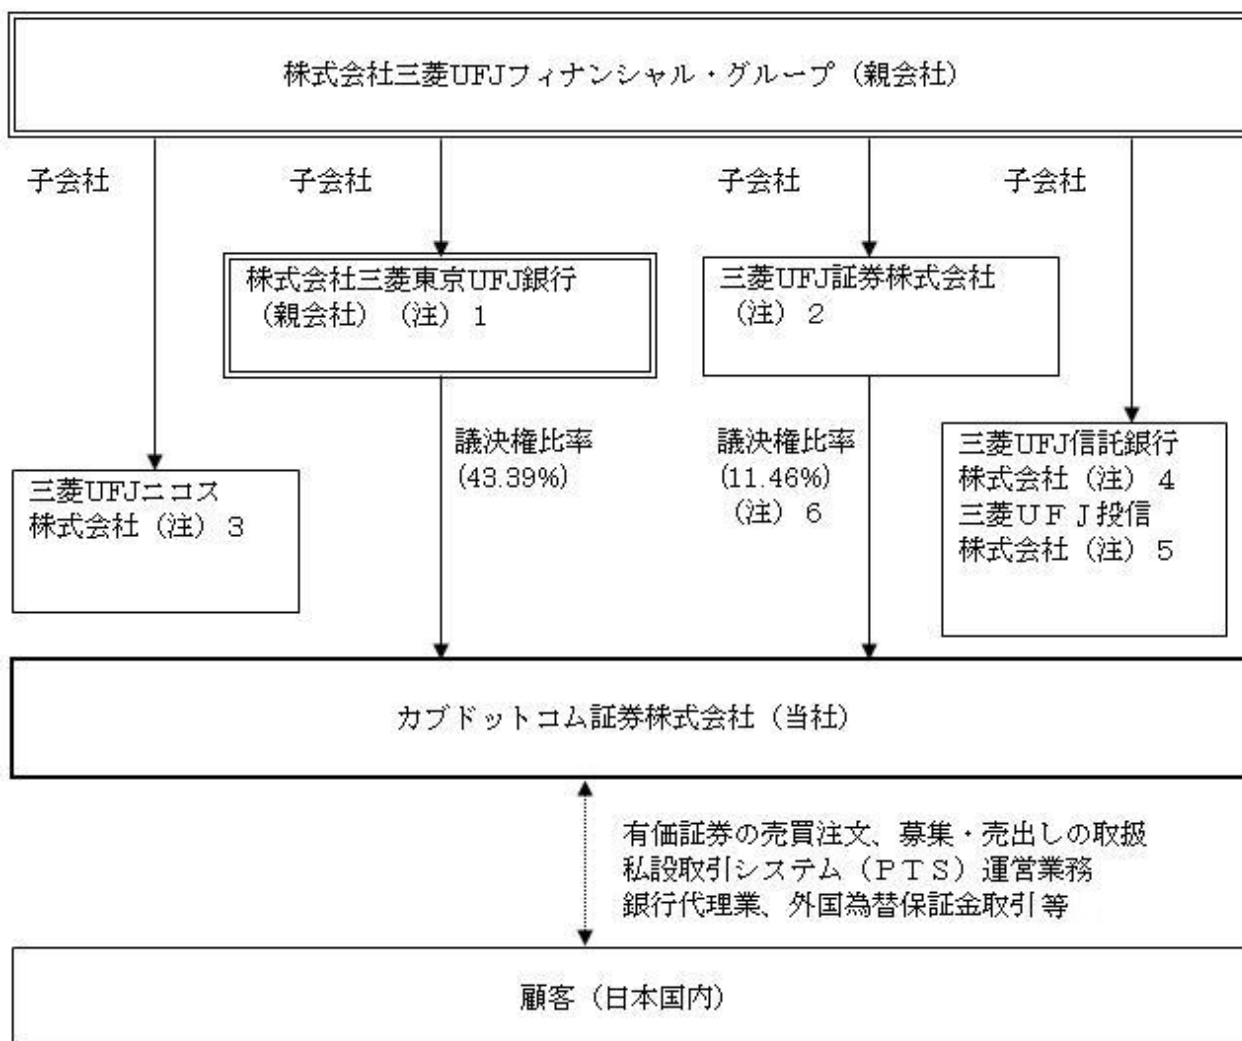 株式会社三菱UFJフィナンシャル・グループ（親会社）
子会社
子会社
子会社
子会社
株式会社三菱東京UFJ銀行
（親会社）（注）１
三菱UFJ証券株式会社
（注）２
議決権比率
(43.39%)
議決権比率
(11.46%)
（注）６
三菱UFJニコス
株式会社（注）３
三菱UFJ信託銀行
株式会社（注）４
三菱ＵＦＪ投信
株式会社（注）５
カブドットコム証券株式会社（当社）
有価証券の売買注文、募集・売出しの取扱
私設取引システム（ＰＴＳ）運営業務
銀行代理業、外国為替保証金取引等
顧客（日本国内）